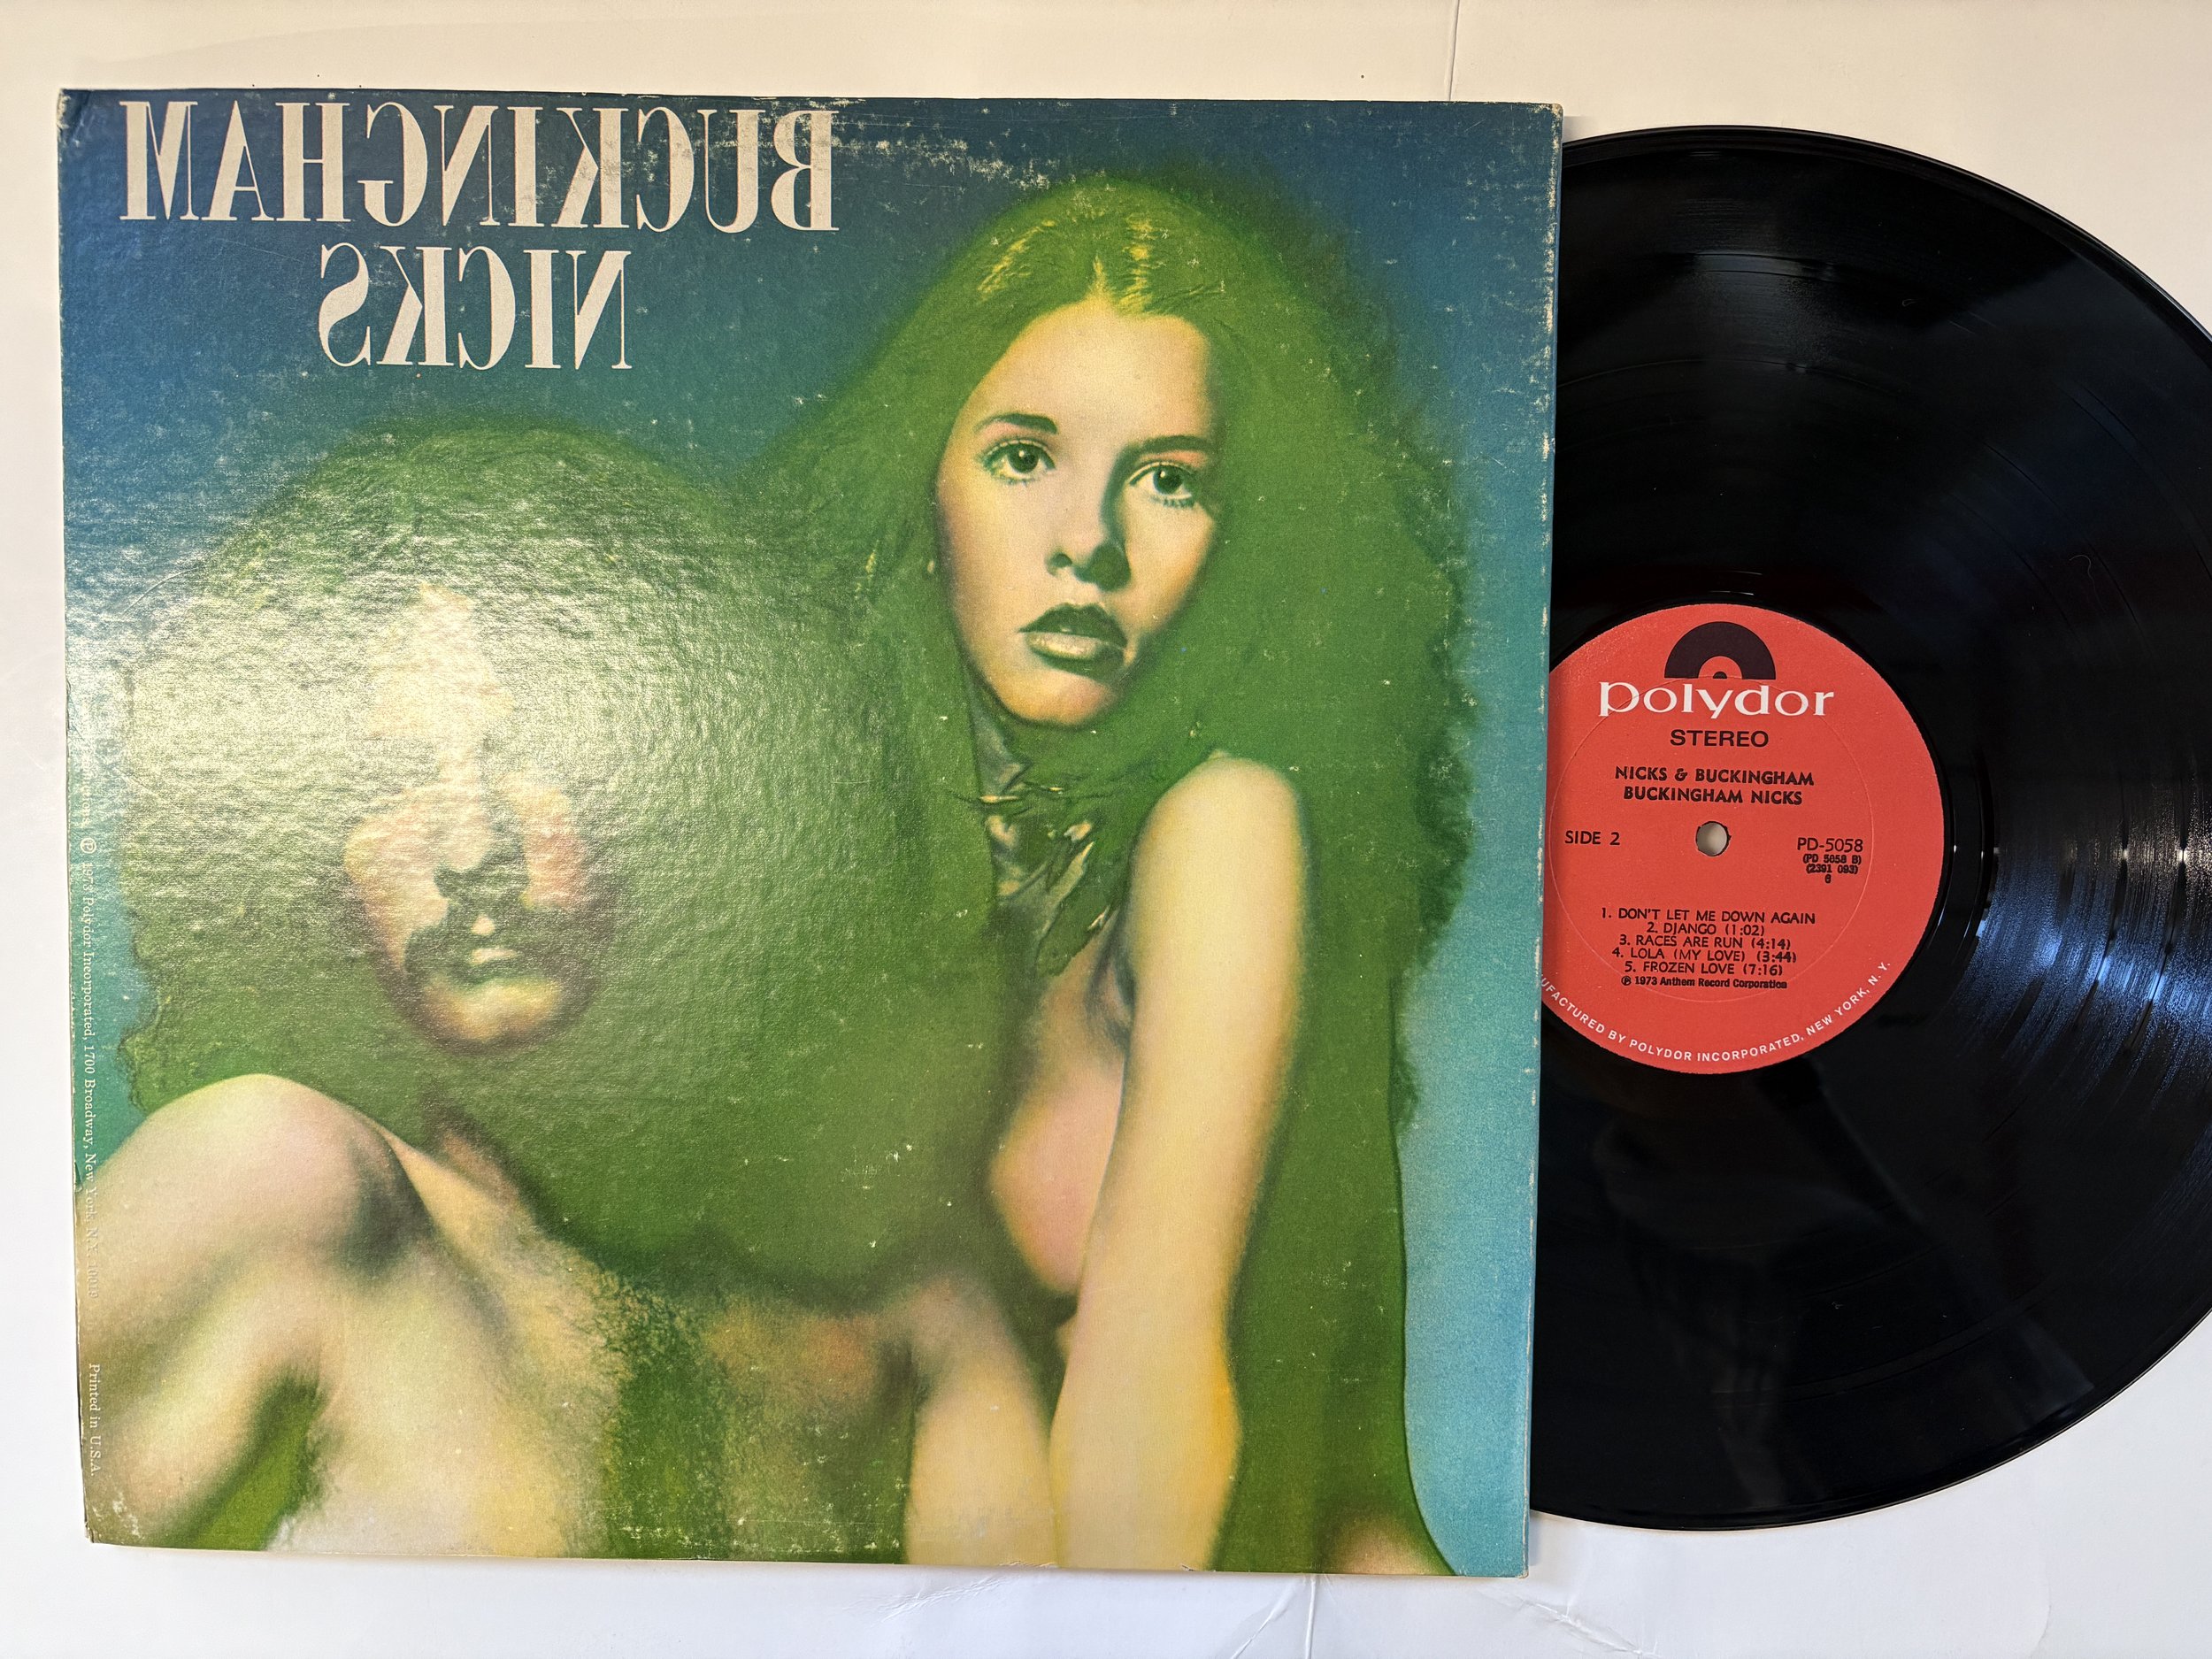 BUCKINGHAM
NICKS
℗ 1973 Polydor Incorporated, 1700 Broadway, New York, N.Y. 10019
Printed in U.S.A.
polydor
STEREO
NICKS & BUCKINGHAM
BUCKINGHAM NICKS
SIDE 2
PD-5058
(PD 5058 B)
(2391 093)
6
1. DON'T LET ME DOWN AGAIN
2. DJANGO (1:02)
3. RACES ARE RUN (4:14)
4. LOLA (MY LOVE) (3:44)
5. FROZEN LOVE (7:16)
℗ 1973 Anthem Record Corporation
BY POLYDOR INCORPORATED, NEW YORK, N.Y.